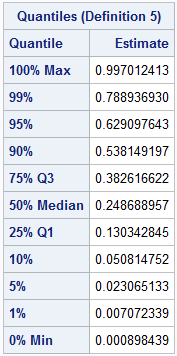 Quantiles (Definition 5)
Quantile Estimate
100% Max 0.997012413
99% 0.788936930
95% 0.629097643
90% 0.538149197
75% Q3 0.382616622
50% Median 0.248688957
25% Q1 0.130342845
10% 0.050814752
5% 0.023065133
1% 0.007072339
0% Min 0.000898439